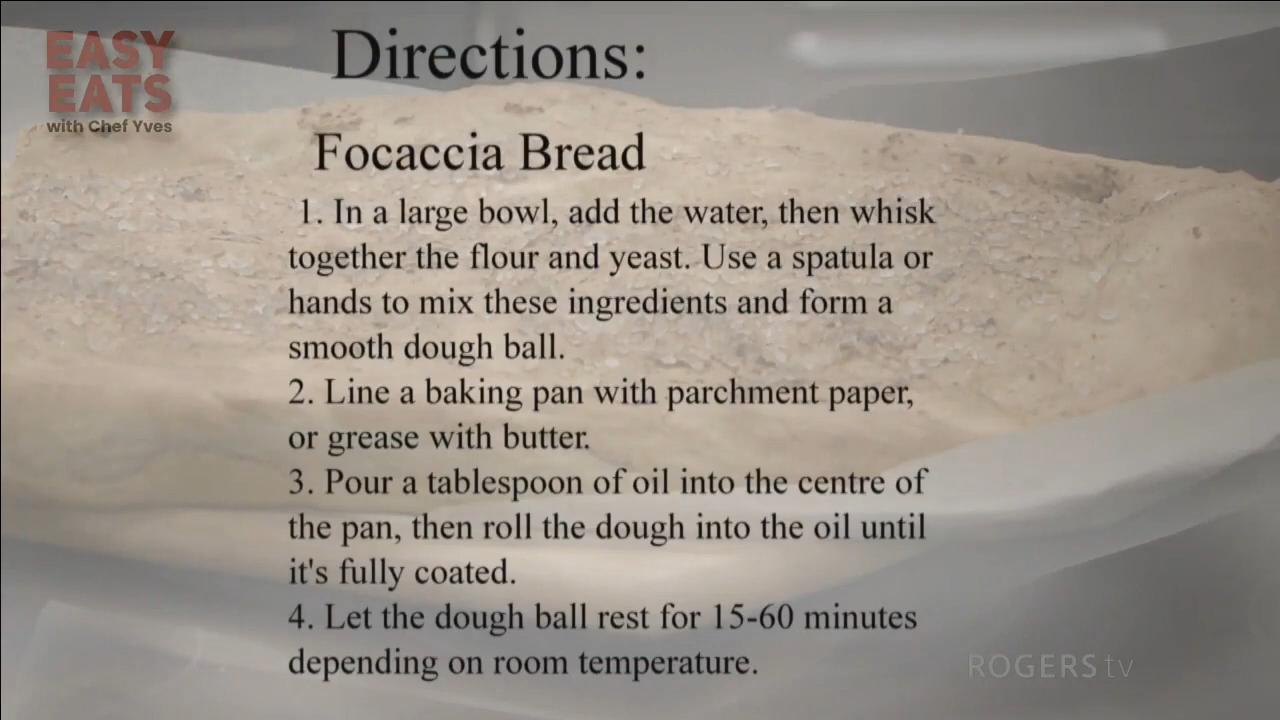 EASY
EATS
with Chef Yves
Directions:
Focaccia Bread
1. In a large bowl, add the water, then whisk
together the flour and yeast. Use a spatula or
hands to mix these ingredients and form a
smooth dough ball.
2. Line a baking pan with parchment paper,
or grease with butter.
3. Pour a tablespoon of oil into the centre of
the pan, then roll the dough into the oil until
it's fully coated.
4. Let the dough ball rest for 15-60 minutes
depending on room temperature.
ROGERS tv